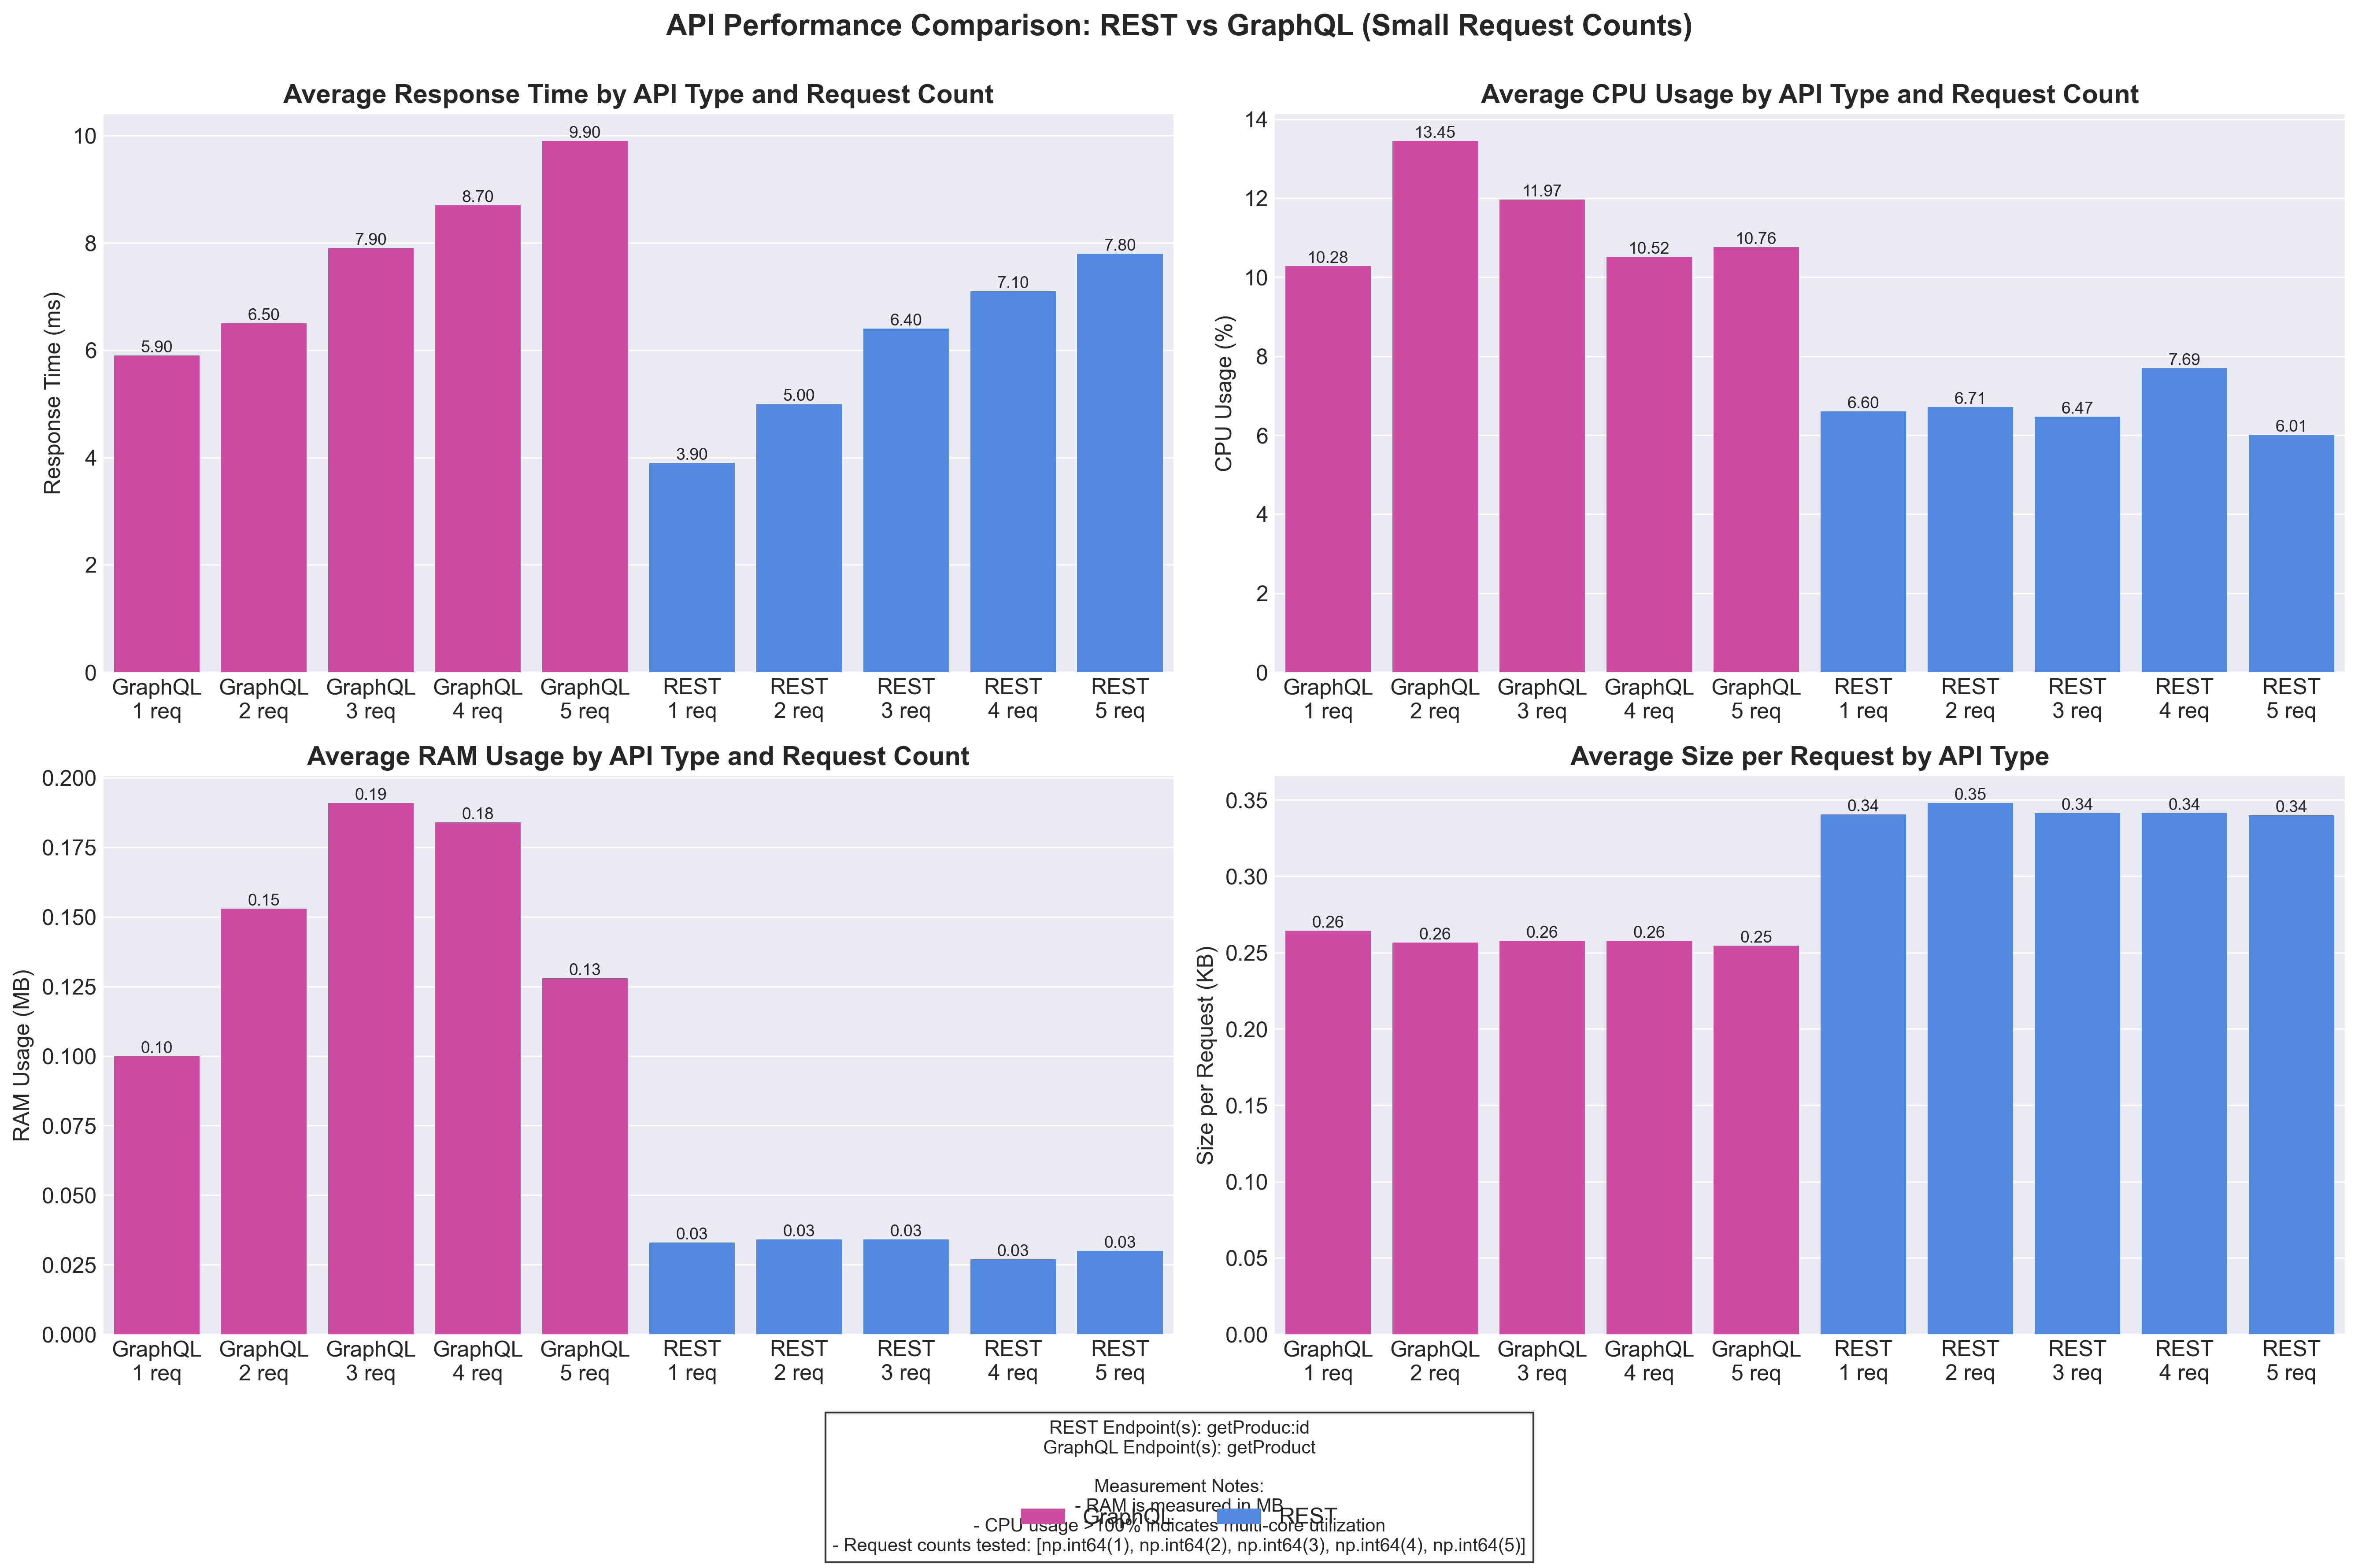 API Performance Comparison: REST vs GraphQL (Small Request Counts)
Average Response Time by API Type and Request Count
Response Time (ms)
10
8
6
4
2
0
5.90
6.50
7.90
8.70
9.90
3.90
5.00
6.40
7.10
7.80
GraphQL GraphQL GraphQL GraphQL GraphQL REST REST REST REST REST
1 req 2 req 3 req 4 req 5 req 1 req 2 req 3 req 4 req 5 req
Average CPU Usage by API Type and Request Count
CPU Usage (%)
14
12
10
8
6
4
2
0
10.28
13.45
11.97
10.52
10.76
6.60
6.71
6.47
7.69
6.01
GraphQL GraphQL GraphQL GraphQL GraphQL REST REST REST REST REST
1 req 2 req 3 req 4 req 5 req 1 req 2 req 3 req 4 req 5 req
Average RAM Usage by API Type and Request Count
RAM Usage (MB)
0.200
0.175
0.150
0.125
0.100
0.075
0.050
0.025
0.000
0.10
0.15
0.19
0.18
0.13
0.03
0.03
0.03
0.03
0.03
GraphQL GraphQL GraphQL GraphQL GraphQL REST REST REST REST REST
1 req 2 req 3 req 4 req 5 req 1 req 2 req 3 req 4 req 5 req
Average Size per Request by API Type
Size per Request (KB)
0.35
0.30
0.25
0.20
0.15
0.10
0.05
0.00
0.26
0.26
0.26
0.26
0.25
0.34
0.35
0.34
0.34
0.34
GraphQL GraphQL GraphQL GraphQL GraphQL REST REST REST REST REST
1 req 2 req 3 req 4 req 5 req 1 req 2 req 3 req 4 req 5 req
REST Endpoint(s): getProduc:id
GraphQL Endpoint(s): getProduct
Measurement Notes:
- RAM is measured in MB
GraphQL REST
- CPU usage >100% indicates multi-core utilization
- Request counts tested: [np.int64(1), np.int64(2), np.int64(3), np.int64(4), np.int64(5)]